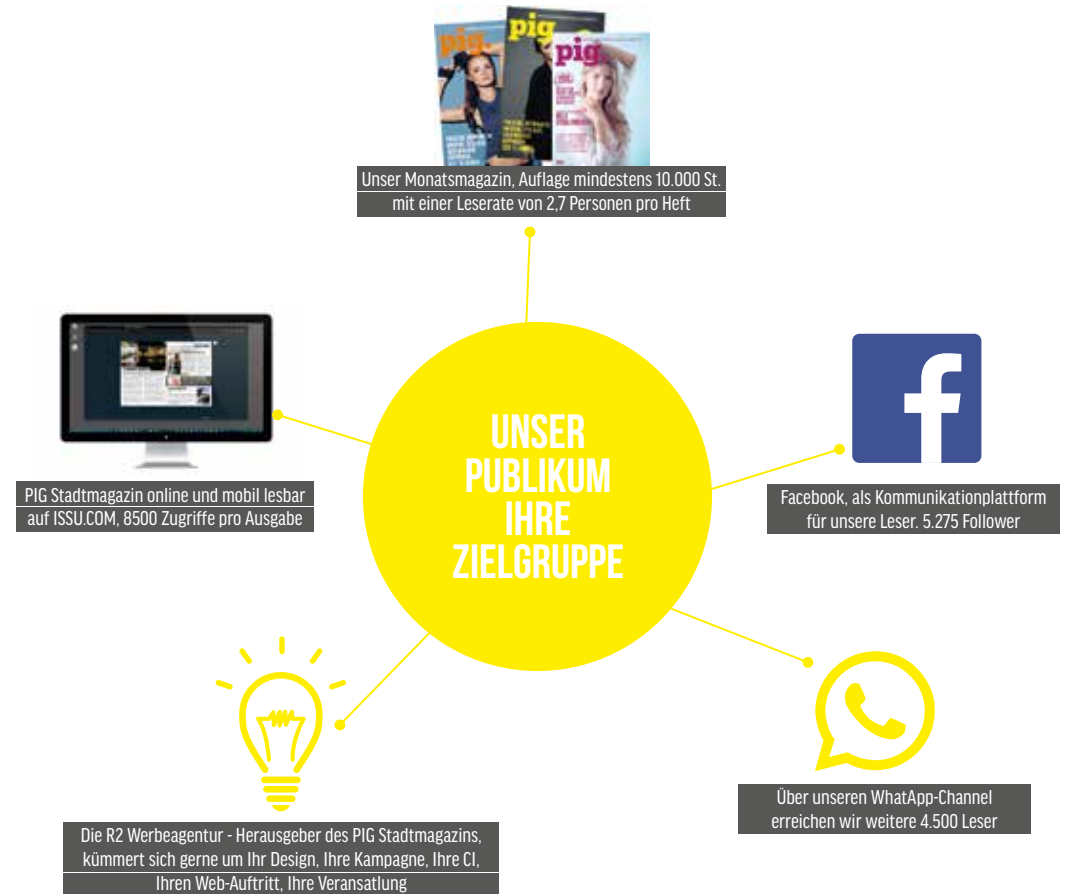 pig.
pig
pig.
Unser Monatsmagazin, Auflage mindestens 10.000 St.
mit einer Leserate von 2,7 Personen pro Heft
PIG Stadtmagazin online und mobil lesbar
auf ISSU.COM, 8500 Zugriffe pro Ausgabe
UNSER
PUBLIKUM
IHRE
ZIELGRUPPE
Facebook, als Kommunikationplattform
für unsere Leser. 5.275 Follower
Über unseren WhatApp-Channel
erreichen wir weitere 4.500 Leser
Die R2 Werbeagentur - Herausgeber des PIG Stadtmagazins,
kümmert sich gerne um Ihr Design, Ihre Kampagne, Ihre CI,
Ihren Web-Auftritt, Ihre Veransatlung